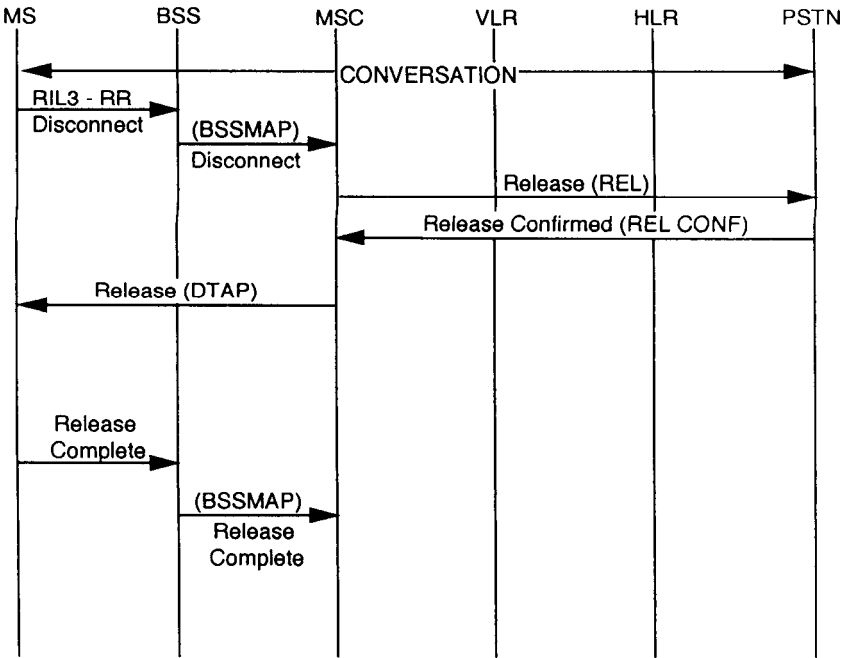 MS BSS MSC VLR HLR PSTN
CONVERSATION
RIL3 - RR
Disconnect
(BSSMAP)
Disconnect
Release (REL)
Release Confirmed (REL CONF)
Release (DTAP)
Release
Complete
(BSSMAP)
Release
Complete